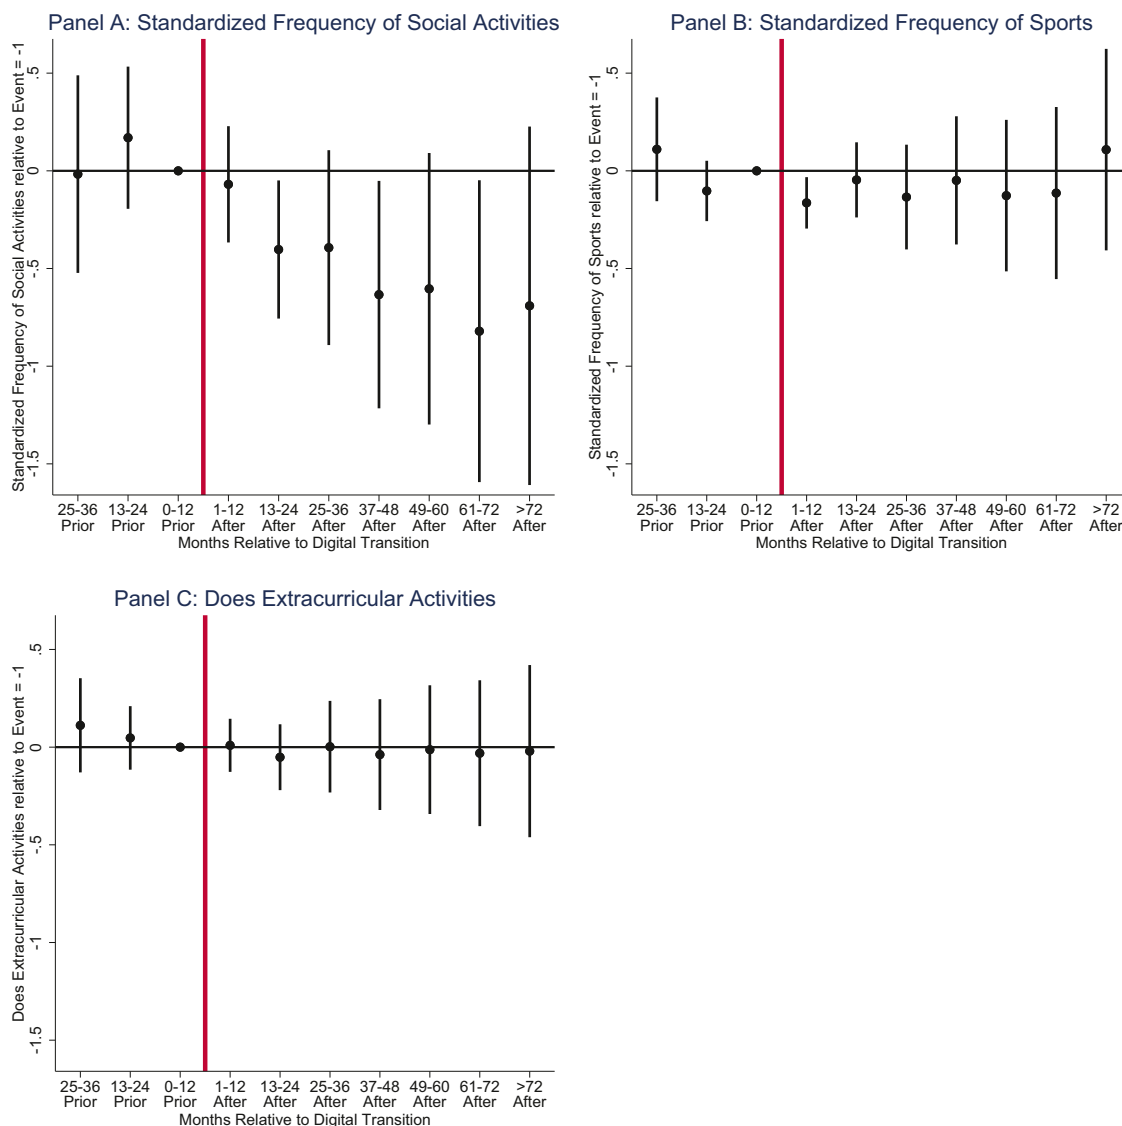 Panel A: Standardized Frequency of Social Activities
Standardized Frequency of Social Activities relative to Event = -1
.5
0
-.5
-1
-1.5
25-36 13-24 0-12 1-12 13-24 25-36 37-48 49-60 61-72 >72
Prior Prior Prior After After After After After After After
Months Relative to Digital Transition
Panel B: Standardized Frequency of Sports
Standardized Frequency of Sports relative to Event = -1
.5
0
-.5
-1
-1.5
25-36 13-24 0-12 1-12 13-24 25-36 37-48 49-60 61-72 >72
Prior Prior Prior After After After After After After After
Months Relative to Digital Transition
Panel C: Does Extracurricular Activities
Does Extracurricular Activities relative to Event = -1
.5
0
-.5
-1
-1.5
25-36 13-24 0-12 1-12 13-24 25-36 37-48 49-60 61-72 >72
Prior Prior Prior After After After After After After After
Months Relative to Digital Transition